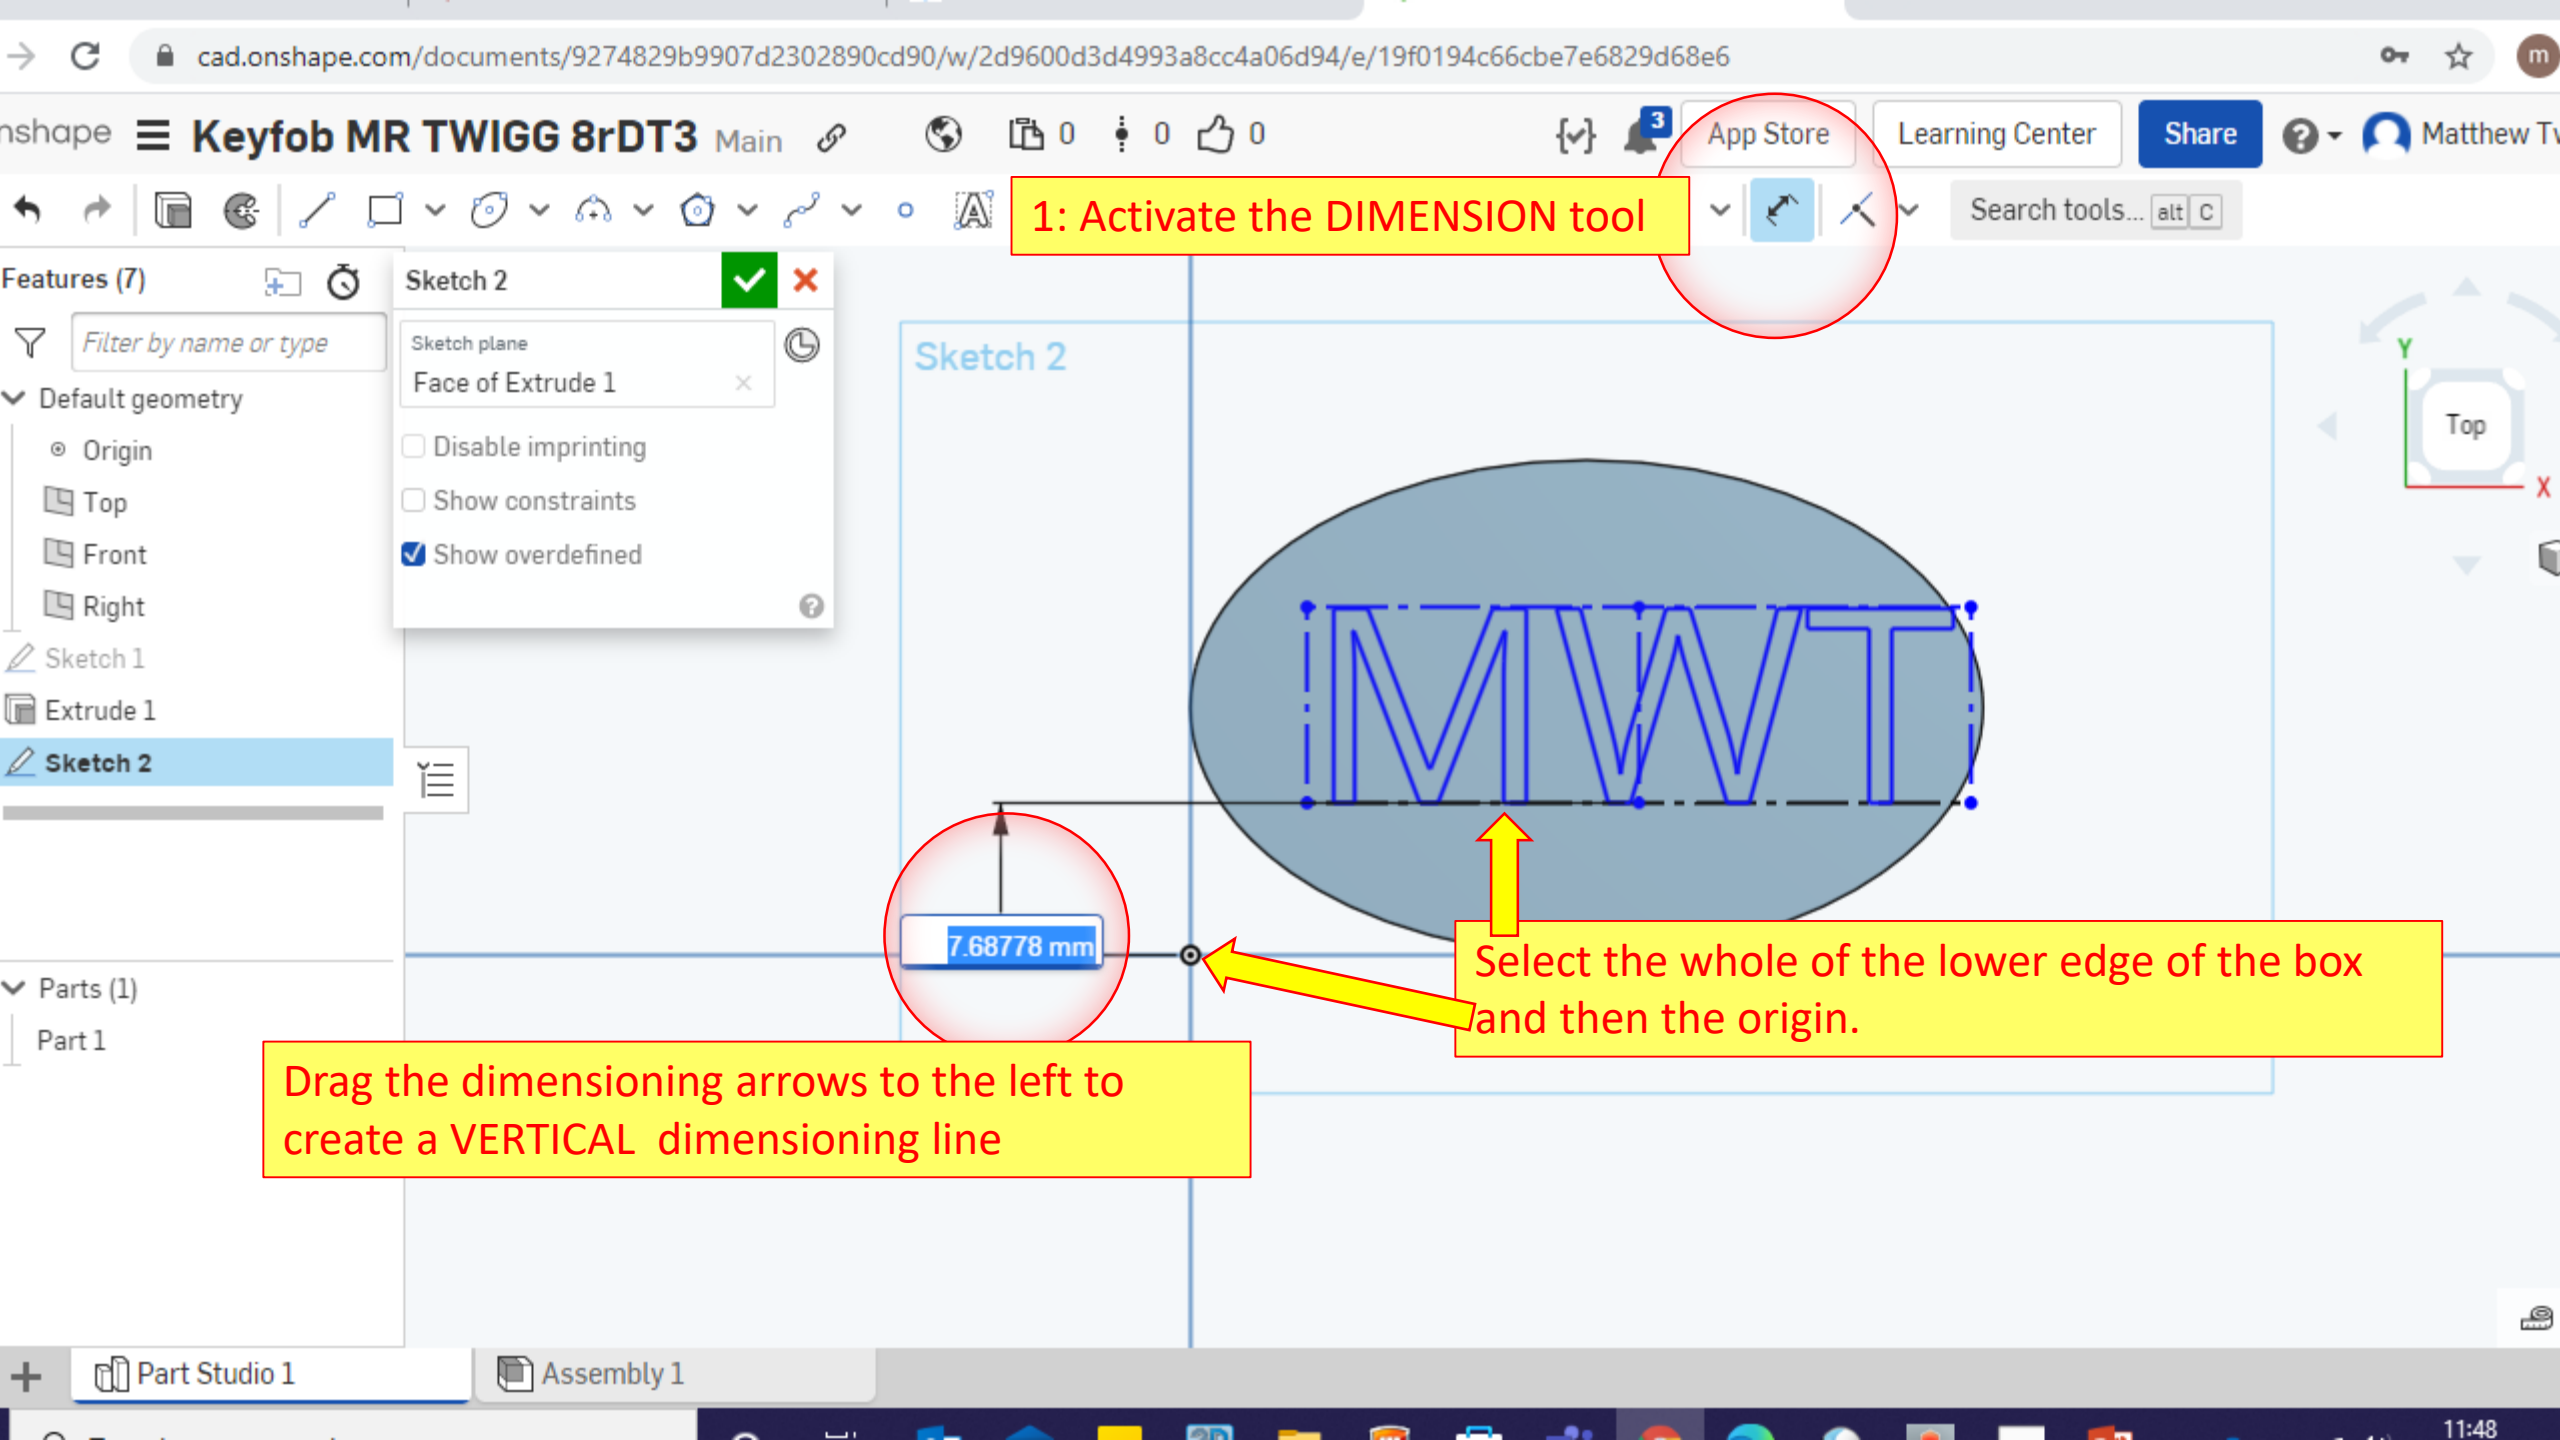 cad.onshape.com/documents/9274829b9907d2302890cd90/w/2d9600d3d4993a8cc4a06d94/e/19f0194c66cbe7e6829d68e6
m
nshape Keyfob MR TWIGG 8rDT3 Main 0 0 0 3 App Store Learning Center Share Matthew Tw
1: Activate the DIMENSION tool
Search tools... alt C
Features (7)
Filter by name or type
Default geometry
Origin
Top
Front
Right
Sketch 1
Extrude 1
Sketch 2
Parts (1)
Part 1
Sketch 2
Sketch plane
Face of Extrude 1
Disable imprinting
Show constraints
Show overdefined
Sketch 2
Y
Top
X
MWT
7.68778 mm
Select the whole of the lower edge of the box
and then the origin.
Drag the dimensioning arrows to the left to
create a VERTICAL dimensioning line
Part Studio 1
Assembly 1
11:48